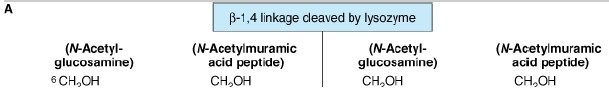 A
β-1,4 linkage cleaved by lysozyme
(N-Acetyl- (N-Acetylmuramic (N-Acetyl- (N-Acetylmuramic
glucosamine) acid peptide) glucosamine) acid peptide)
6 CH2OH CH2OH CH2OH CH2OH